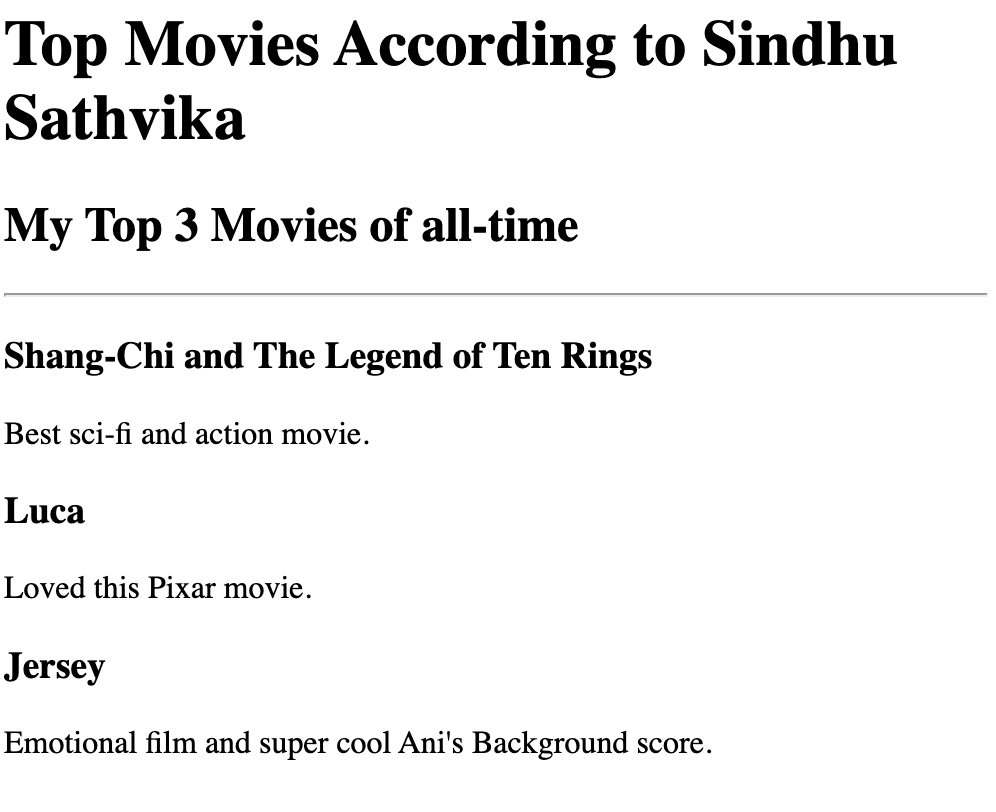 Top Movies According to Sindhu
Sathvika
My Top 3 Movies of all-time
Shang-Chi and The Legend of Ten Rings
Best sci-fi and action movie.
Luca
Loved this Pixar movie.
Jersey
Emotional film and super cool Ani's Background score.